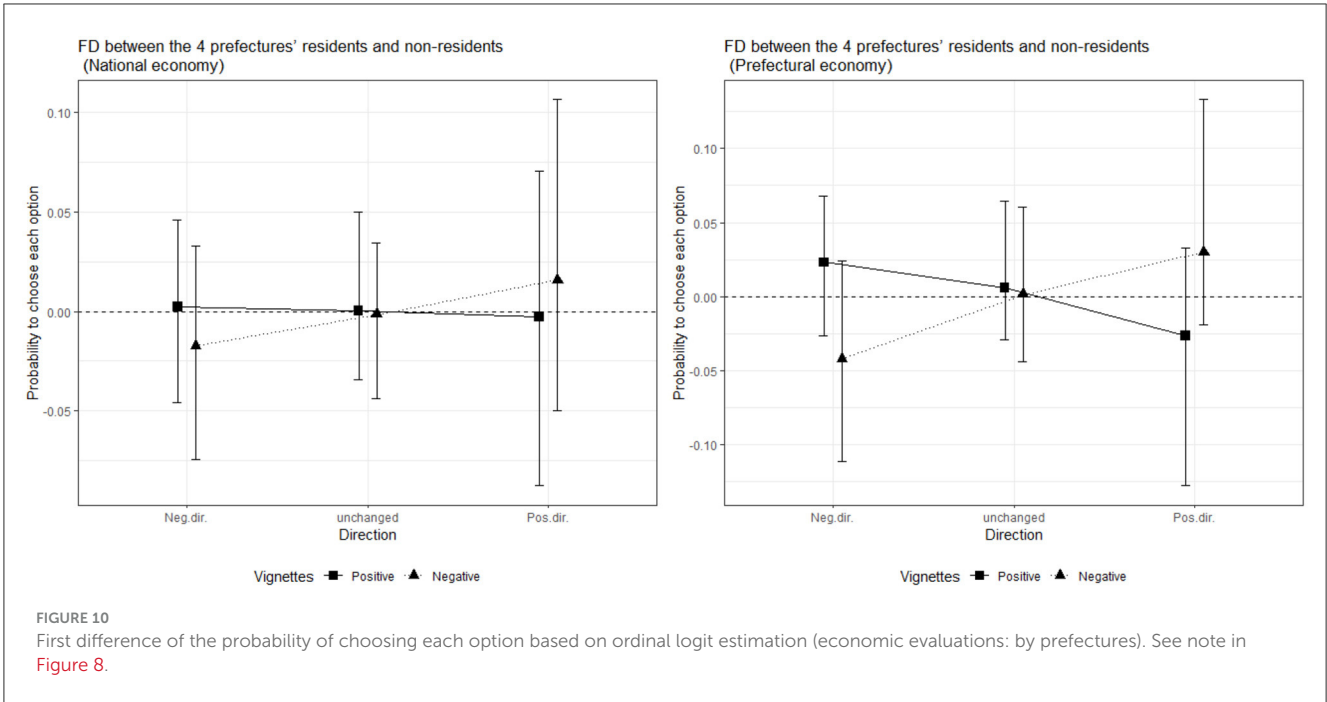 FD between the 4 prefectures' residents and non-residents
(National economy)
Probability to choose each option
0.10
0.05
0.00
-0.05
Neg.dir.
unchanged
Pos.dir.
Direction
Vignettes Positive Negative
FD between the 4 prefectures' residents and non-residents
(Prefectural economy)
Probability to choose each option
0.10
0.05
0.00
-0.05
-0.10
Neg.dir.
unchanged
Pos.dir.
Direction
Vignettes Positive Negative
FIGURE 10
First difference of the probability of choosing each option based on ordinal logit estimation (economic evaluations: by prefectures). See note in
Figure 8.